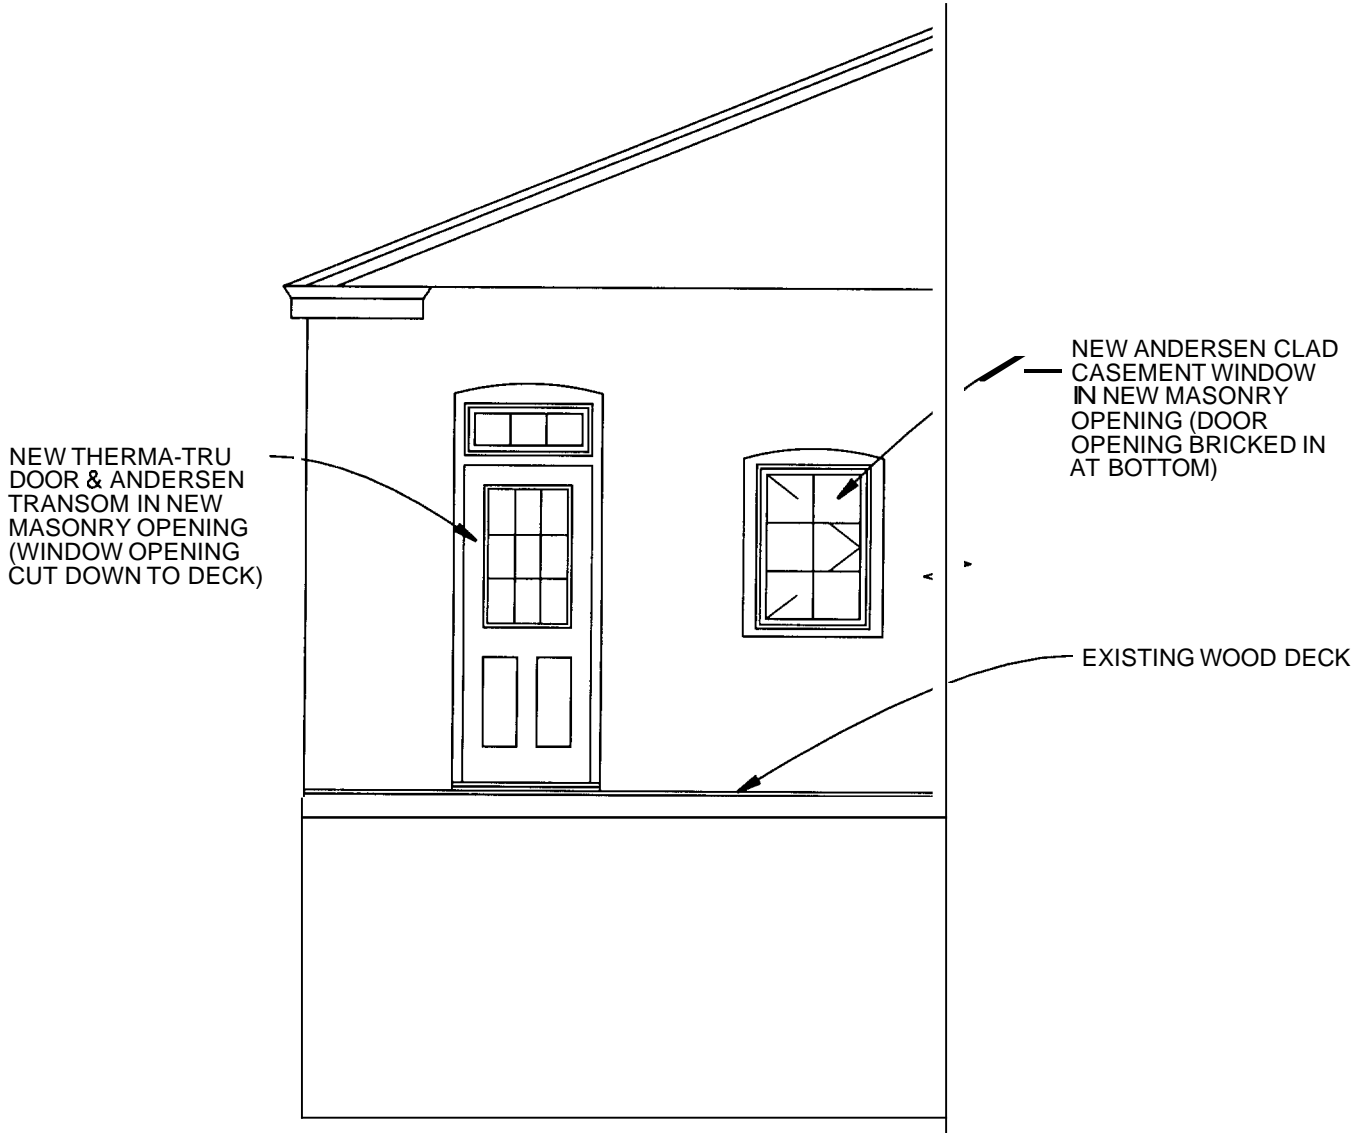 NEW ANDERSEN CLAD
CASEMENT WINDOW
IN NEW MASONRY
OPENING (DOOR
OPENING BRICKED IN
AT BOTTOM)
NEW THERMA-TRU
DOOR & ANDERSEN
TRANSOM IN NEW
MASONRY OPENING
(WINDOW OPENING
CUT DOWN TO DECK)
EXISTING WOOD DECK